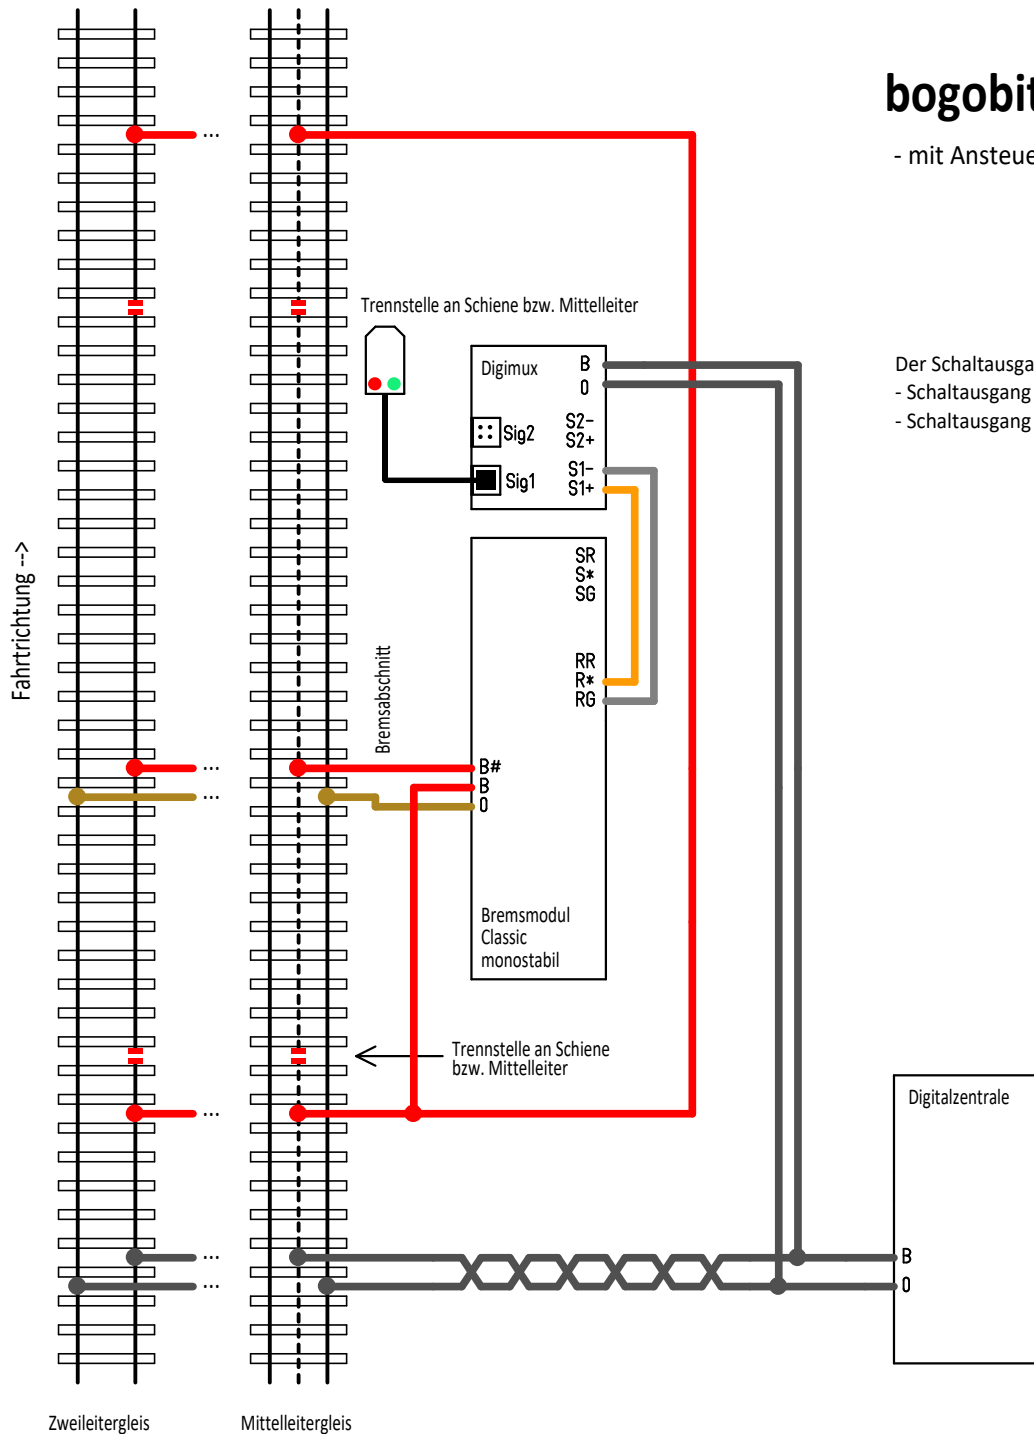 bogobit
- mit Ansteue
...
...
Trennstelle an Schiene bzw. Mittelleiter
Der Schaltausga
- Schaltausgang
- Schaltausgang
Digimux
B
0
S2-
S2+
Sig2
S1-
S1+
Sig1
Fahrtrichtung -->
SR
S*
SG
RR
R*
RG
Bremsabschnitt
...
...
B#
B
0
Bremsmodul
Classic
monostabil
Trennstelle an Schiene
bzw. Mittelleiter
Digitalzentrale
...
...
...
B
0
Zweileitergleis
Mittelleitergleis